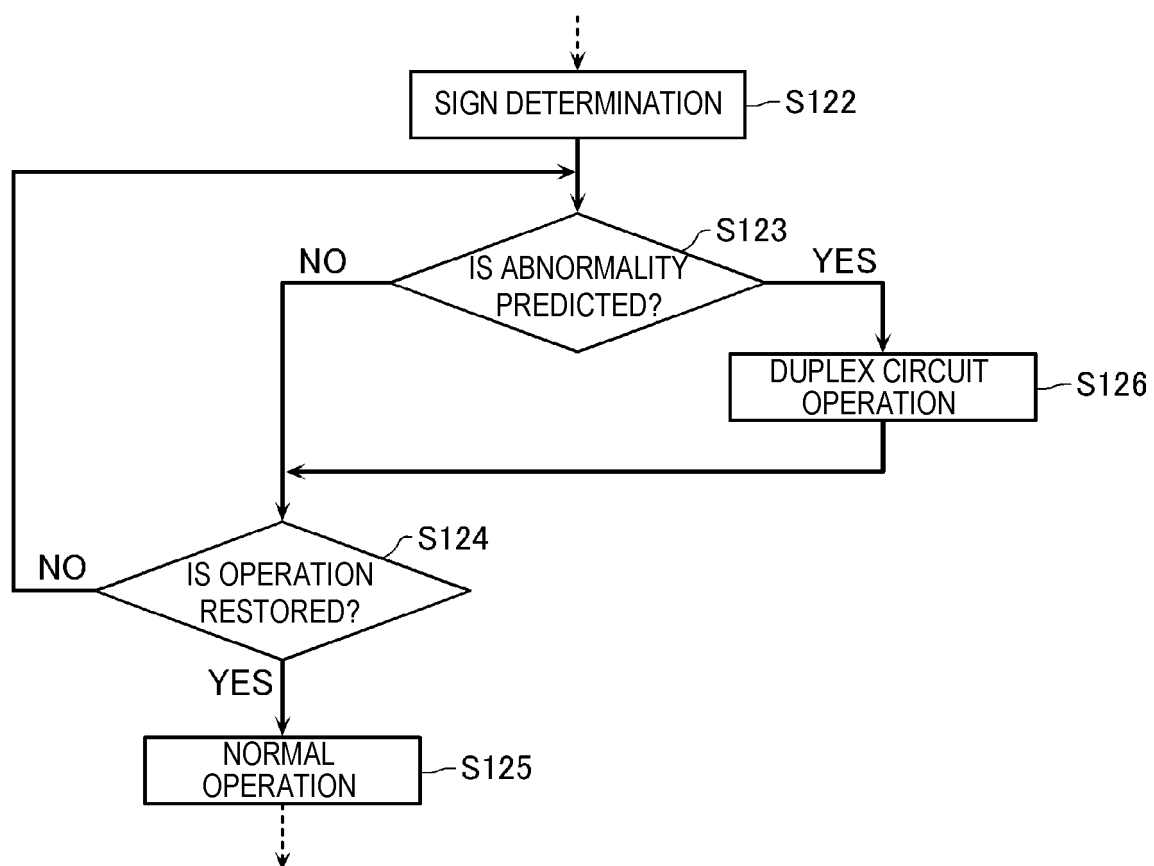 SIGN DETERMINATION
S122
S123
NO
IS ABNORMALITY
PREDICTED?
YES
DUPLEX CIRCUIT
OPERATION
S126
S124
NO
IS OPERATION
RESTORED?
YES
NORMAL
OPERATION
S125